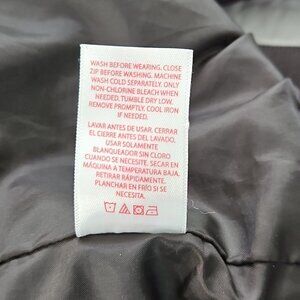 WASH BEFORE WEARING. CLOSE
ZIP BEFORE WASHING. MACHINE
WASH COLD SEPARATELY. ONLY
NON-CHLORINE BLEACH WHEN
NEEDED. TUMBLE DRY LOW.
REMOVE PROMPTLY. COOL IRON
IF NEEDED.
LAVAR ANTES DE USAR. CERRAR
EL CIERRE ANTES DEL LAVADO.
USAR SOLAMENTE
BLANQUEADOR SIN CLORO
CUANDO SE NECESITE. SECAR EN
MÁQUINA A TEMPERATURA BAJA.
RETIRAR RÁPIDAMENTE.
PLANCHAR EN FRÍO SI SE
NECESITA.